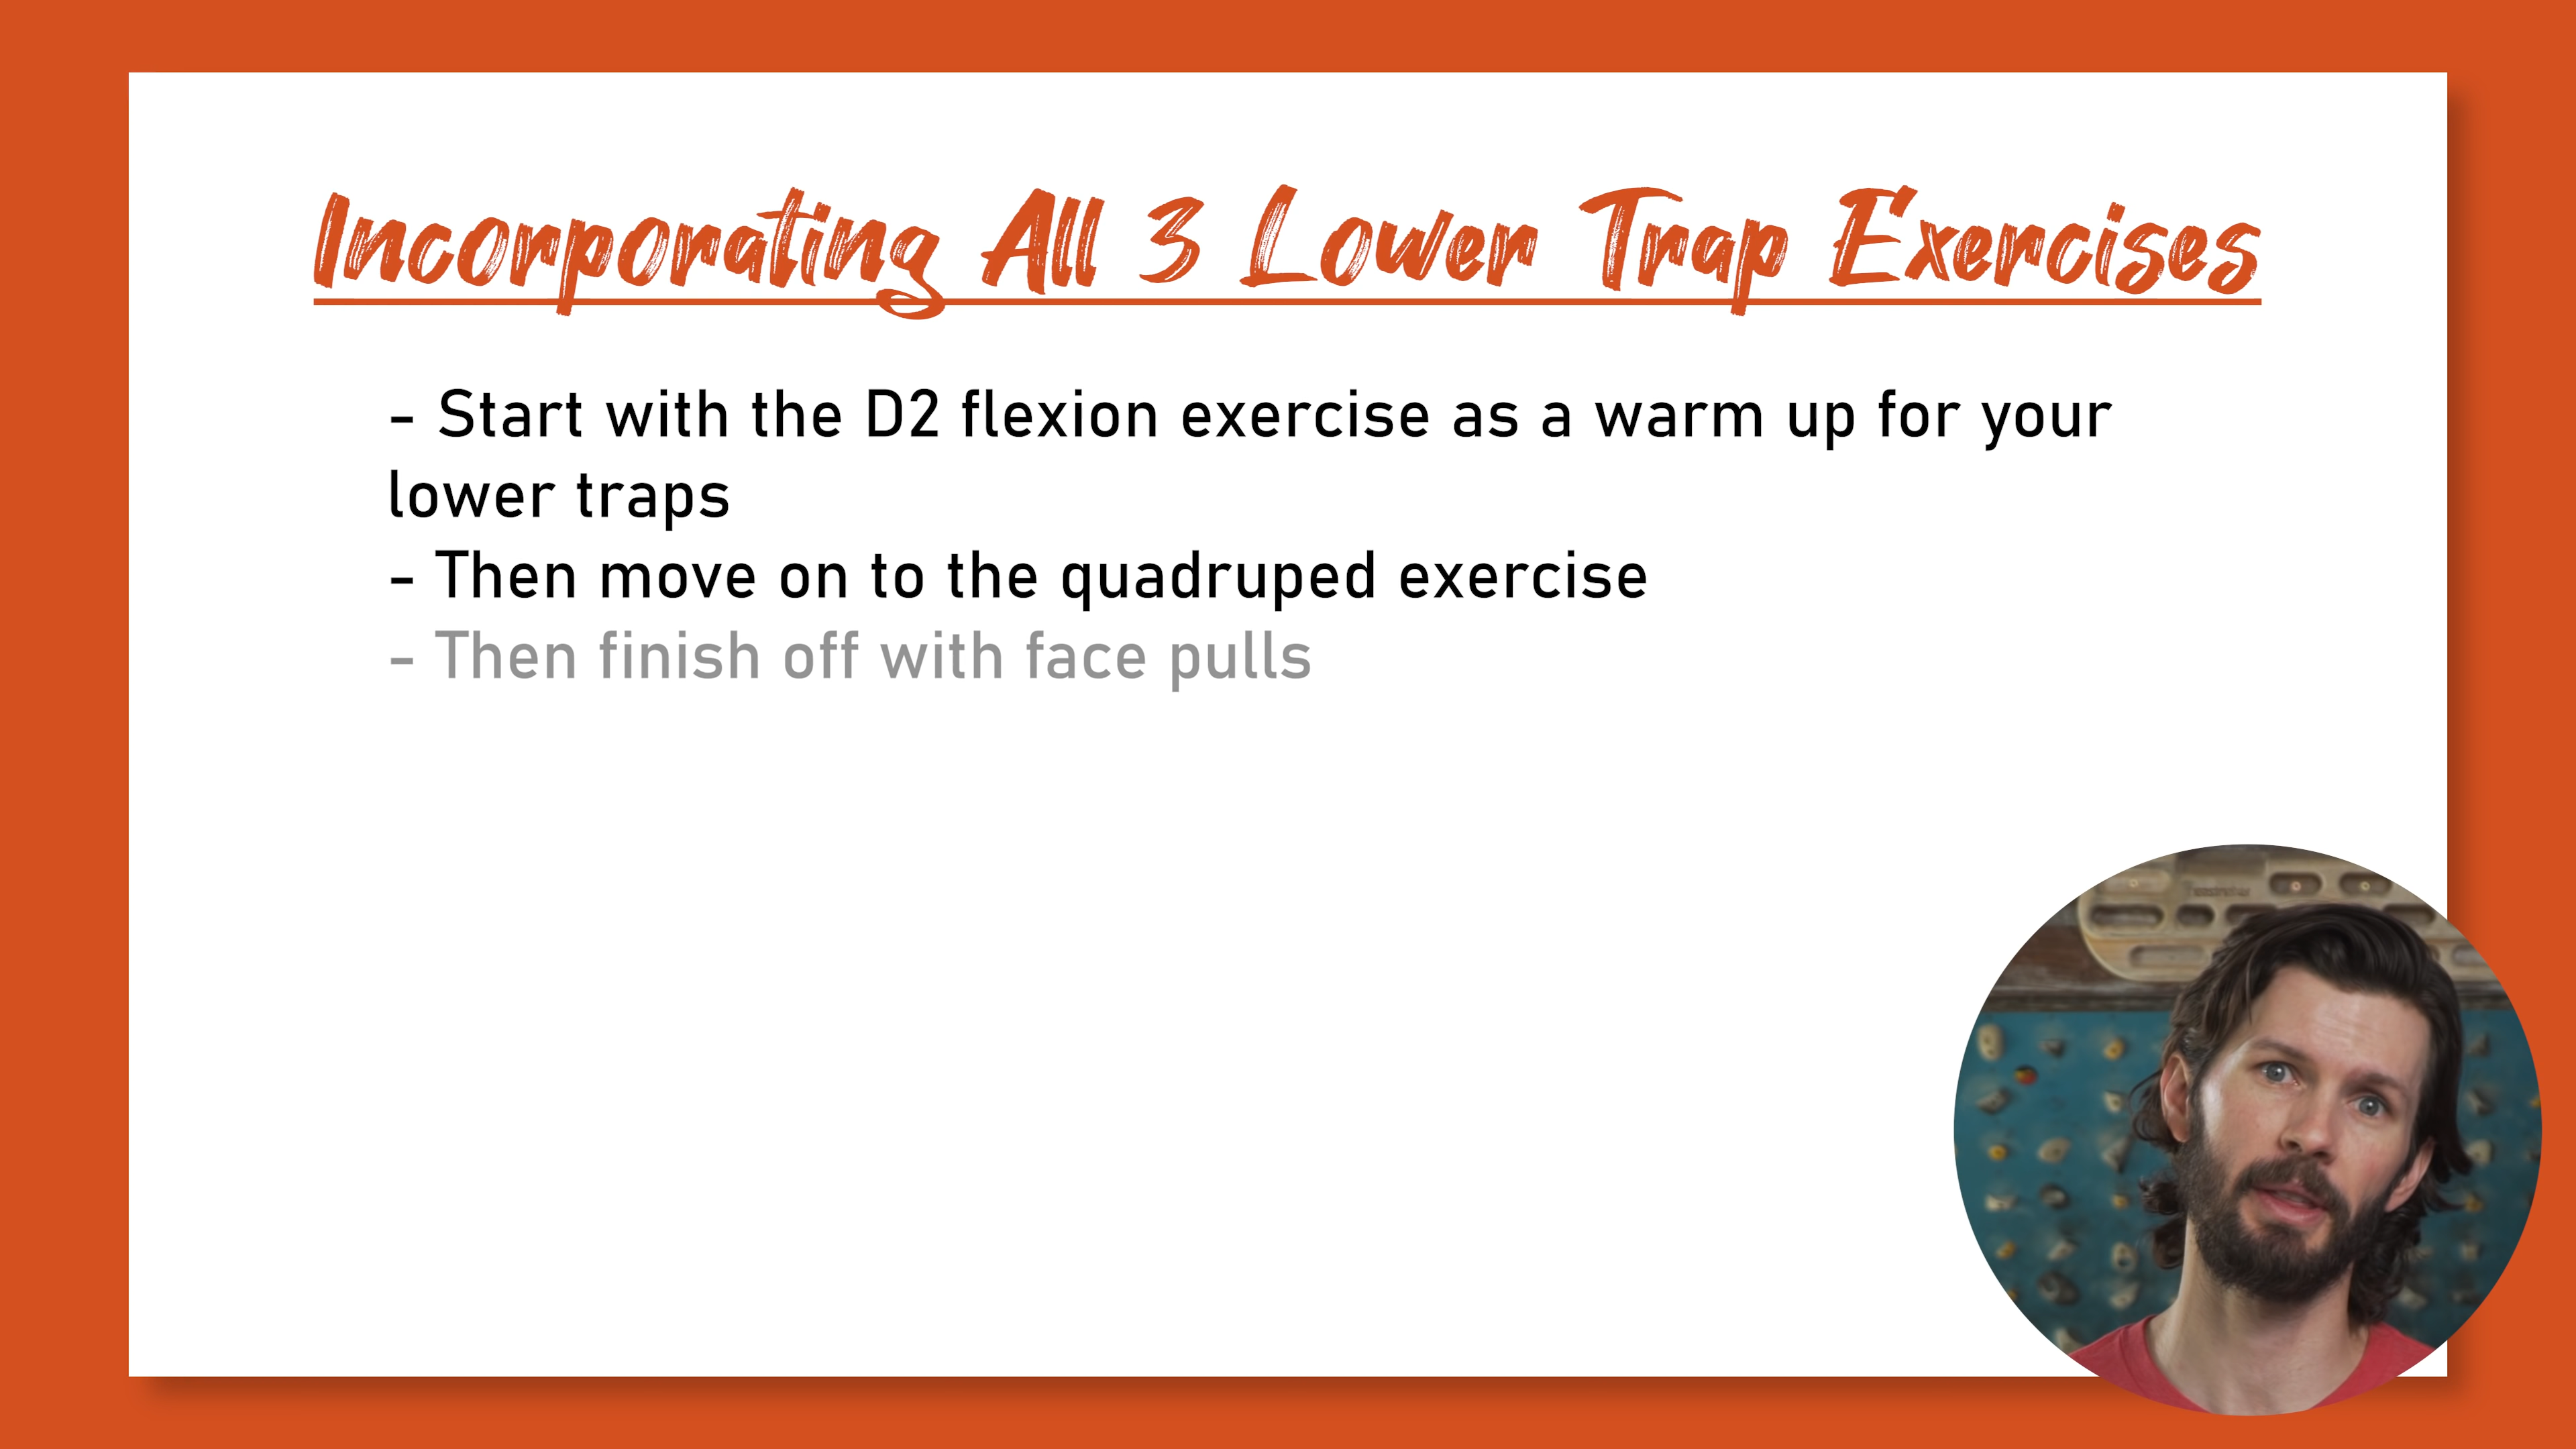 Incorporating All 3 Lower Trap Exercises
- Start with the D2 flexion exercise as a warm up for your
lower traps
- Then move on to the quadruped exercise
- Then finish off with face pulls